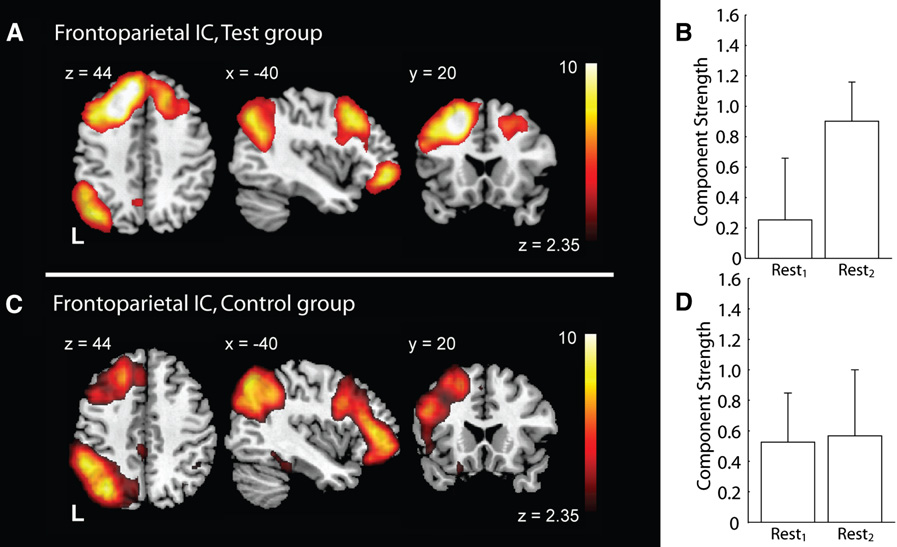 A
Frontoparietal IC, Test group
z = 44
x = -40
y = 20
10
L
z = 2.35
B
Component Strength
1.6
1.4
1.2
1.0
0.8
0.6
0.4
0.2
0
Rest1
Rest2
C
Frontoparietal IC, Control group
z = 44
x = -40
y = 20
10
L
z = 2.35
D
Component Strength
1.6
1.4
1.2
1.0
0.8
0.6
0.4
0.2
0
Rest1
Rest2